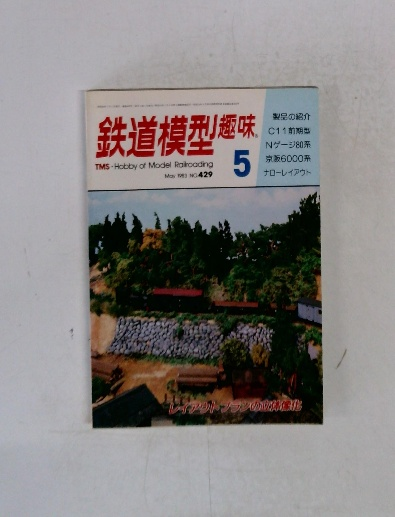 鉄道模型趣味
TMS・Hobby of Model Railroading
May 1983 NO.429
5
製品の紹介
C11前期型
Nゲージ80系
京阪6000系
ナローレイアウト
レイアウト・プランの立体像化